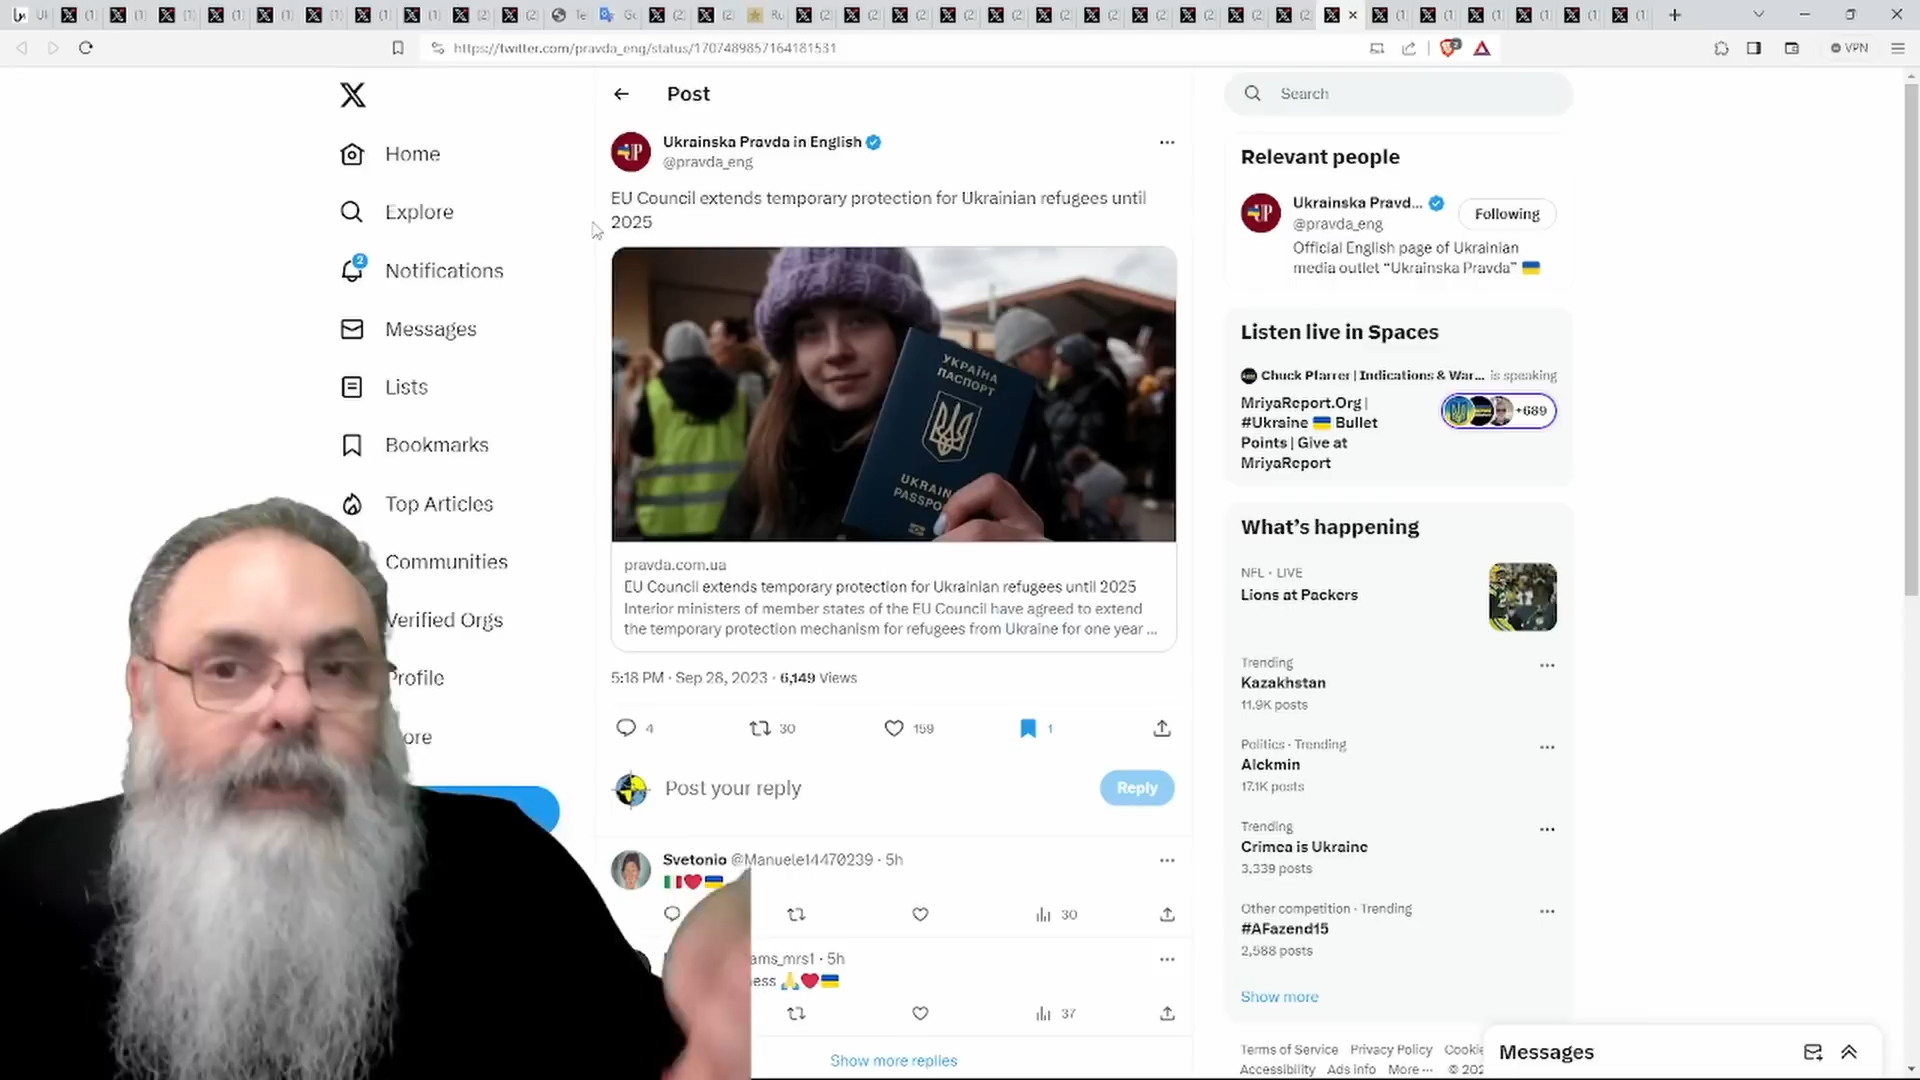 https://twitter.com/pravda_eng/status/1707489857164181531
VPN
Home
Explore
2
Notifications
Messages
Lists
Bookmarks
Top Articles
Communities
Verified Orgs
Profile
Post
Ukrainska Pravda in English
@pravda_eng
EU Council extends temporary protection for Ukrainian refugees until
2025
УКРАЇНА
ПАСПОРТ
pravda.com.ua
EU Council extends temporary protection for Ukrainian refugees until 2025
Interior ministers of member states of the EU Council have agreed to extend
the temporary protection mechanism for refugees from Ukraine for one year ...
5:18 PM · Sep 28, 2023 · 6,149 Views
4 30 159 1
Post your reply
Reply
Svetonio @Manuele14470239 · 5h
🇮🇹❤️🇺🇦
30
ams_mrs1 · 5h
ess 🙏❤️🇺🇦
37
Show more replies
Search
Relevant people
Ukrainska Pravd...
@pravda_eng
Following
Official English page of Ukrainian
media outlet “Ukrainska Pravda” 🇺🇦
Listen live in Spaces
Chuck Pfarrer | Indications & War... is speaking
MriyaReport.Org |
#Ukraine 🇺🇦 Bullet
Points | Give at
MriyaReport
+689
What’s happening
NFL · LIVE
Lions at Packers
Trending
Kazakhstan
11.9K posts
Politics · Trending
Alckmin
17.1K posts
Trending
Crimea is Ukraine
3,339 posts
Other competition · Trending
#AFazend15
2,588 posts
Show more
Terms of Service Privacy Policy
Accessibility Ads info More ···
Messages